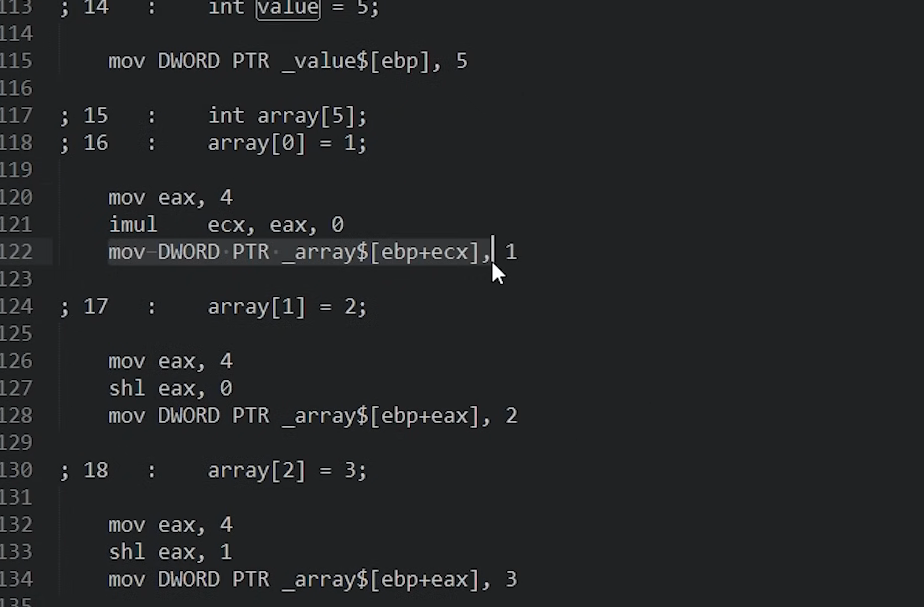 113 ; 14 : int value = 5;
114
115 mov DWORD PTR _value$[ebp], 5
116
117 ; 15 : int array[5];
118 ; 16 : array[0] = 1;
119
120 mov eax, 4
121 imul ecx, eax, 0
122 mov DWORD PTR _array$[ebp+ecx], 1
123
124 ; 17 : array[1] = 2;
125
126 mov eax, 4
127 shl eax, 0
128 mov DWORD PTR _array$[ebp+eax], 2
129
130 ; 18 : array[2] = 3;
131
132 mov eax, 4
133 shl eax, 1
134 mov DWORD PTR _array$[ebp+eax], 3
135